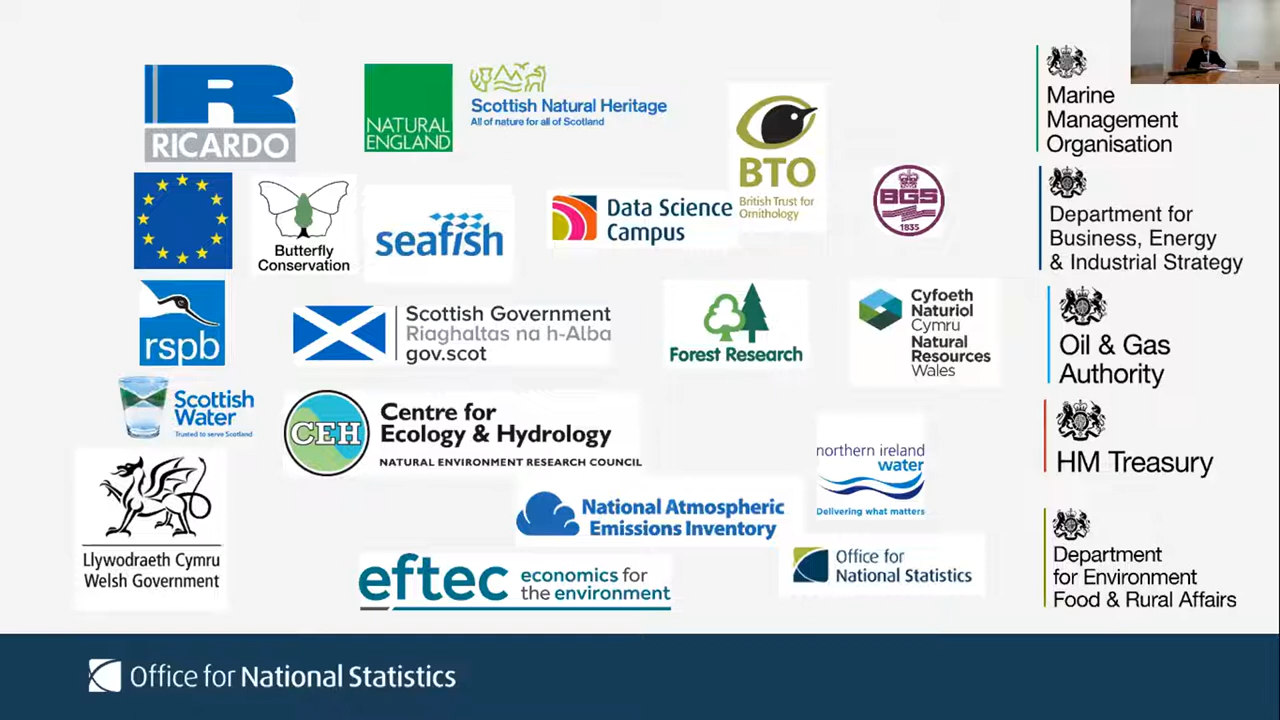 RICARDO
NATURAL
ENGLAND
Scottish Natural Heritage
All of nature for all of Scotland
BTO
British Trust for
Ornithology
Marine
Management
Organisation
Butterfly
Conservation
seafish
Data Science
Campus
BGS
1835
Department for
Business, Energy
& Industrial Strategy
rspb
Scottish Government
Riaghaltas na h-Alba
gov.scot
Forest Research
Cyfoeth
Naturiol
Cymru
Natural
Resources
Wales
Oil & Gas
Authority
Scottish
Water
Trusted to serve Scotland
CEH
Centre for
Ecology & Hydrology
NATURAL ENVIRONMENT RESEARCH COUNCIL
northern ireland
water
Delivering what matters
HM Treasury
Llywodraeth Cymru
Welsh Government
National Atmospheric
Emissions Inventory
eftec
economics for
the environment
Office for
National Statistics
Department
for Environment
Food & Rural Affairs
Office for National Statistics